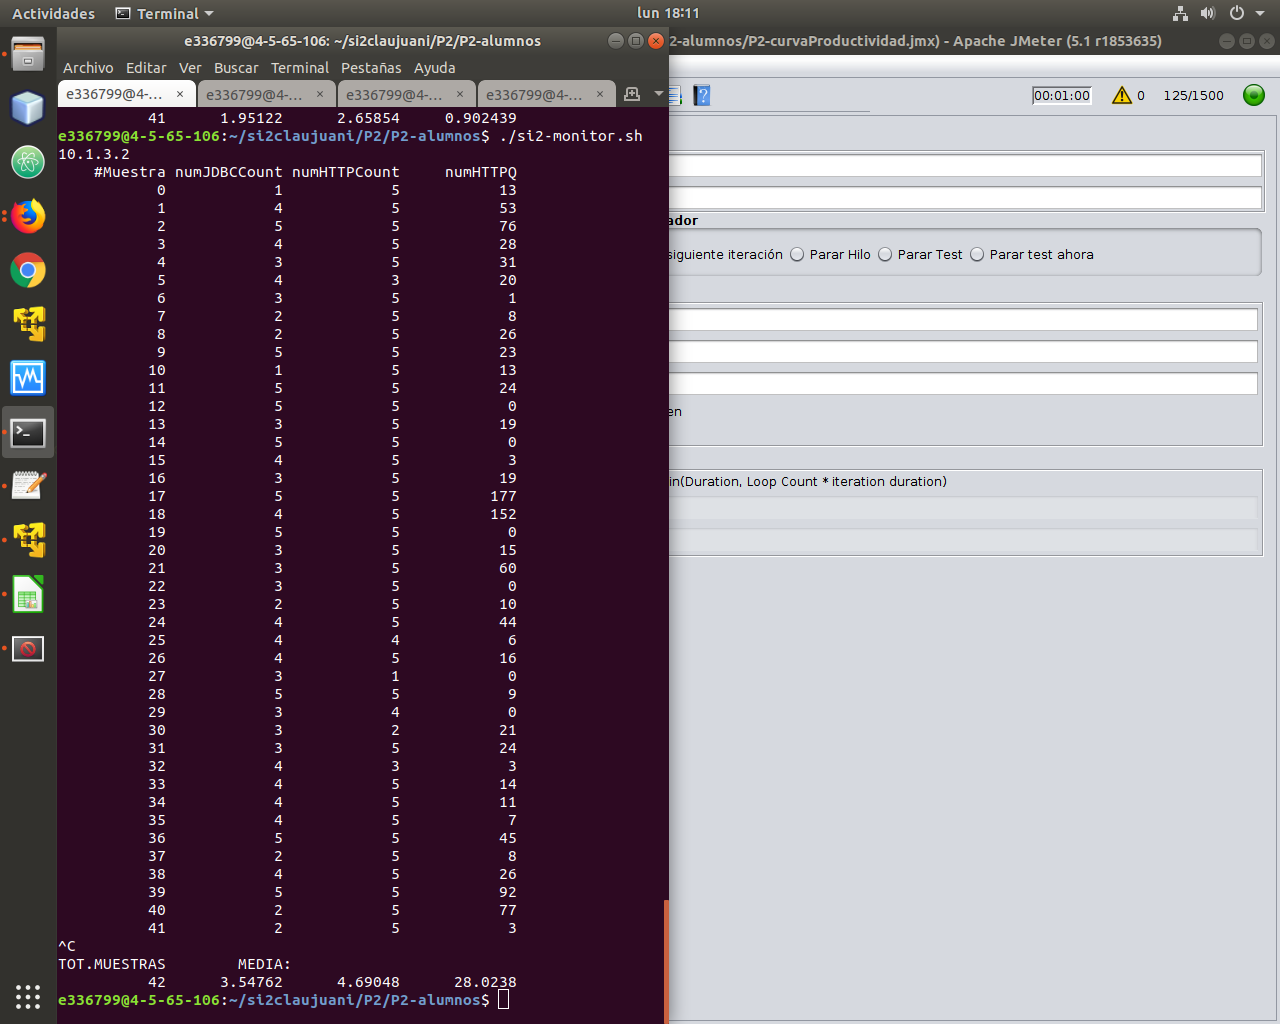 Actividades Terminal lun 18:11
e336799@4-5-65-106: ~/si2claujuani/P2/P2-alumnos
2-alumnos/P2-curvaProductividad.jmx) - Apache JMeter (5.1 r1853635)
Archivo Editar Ver Buscar Terminal Pestañas Ayuda
e336799@4-... × e336799@4-... × e336799@4-... × e336799@4-... ×
00:01:00 0 125/1500
41 1.95122 2.65854 0.902439
e336799@4-5-65-106:~/si2claujuani/P2/P2-alumnos$ ./si2-monitor.sh
10.1.3.2
#Muestra numJDBCCount numHTTPCount numHTTPQ
0 1 5 13
1 4 5 53
2 5 5 76
3 4 5 28
4 3 5 31
5 4 3 20
6 3 5 1
7 2 5 8
8 2 5 26
9 5 5 23
10 1 5 13
11 5 5 24
12 5 5 0
13 3 5 19
14 5 5 0
15 4 5 3
16 3 5 19
17 5 5 177
18 4 5 152
19 5 5 0
20 3 5 15
21 3 5 60
22 3 5 0
23 2 5 10
24 4 5 44
25 4 4 6
26 4 5 16
27 3 1 0
28 5 5 9
29 3 4 0
30 3 2 21
31 3 5 24
32 4 3 3
33 4 5 14
34 4 5 11
35 4 5 7
36 5 5 45
37 2 5 8
38 4 5 26
39 5 5 92
40 2 5 77
41 2 5 3
^C
TOT.MUESTRAS MEDIA:
42 3.54762 4.69048 28.0238
e336799@4-5-65-106:~/si2claujuani/P2/P2-alumnos$
ador
siguiente iteración Parar Hilo Parar Test Parar test ahora
en
in(Duration, Loop Count * iteration duration)